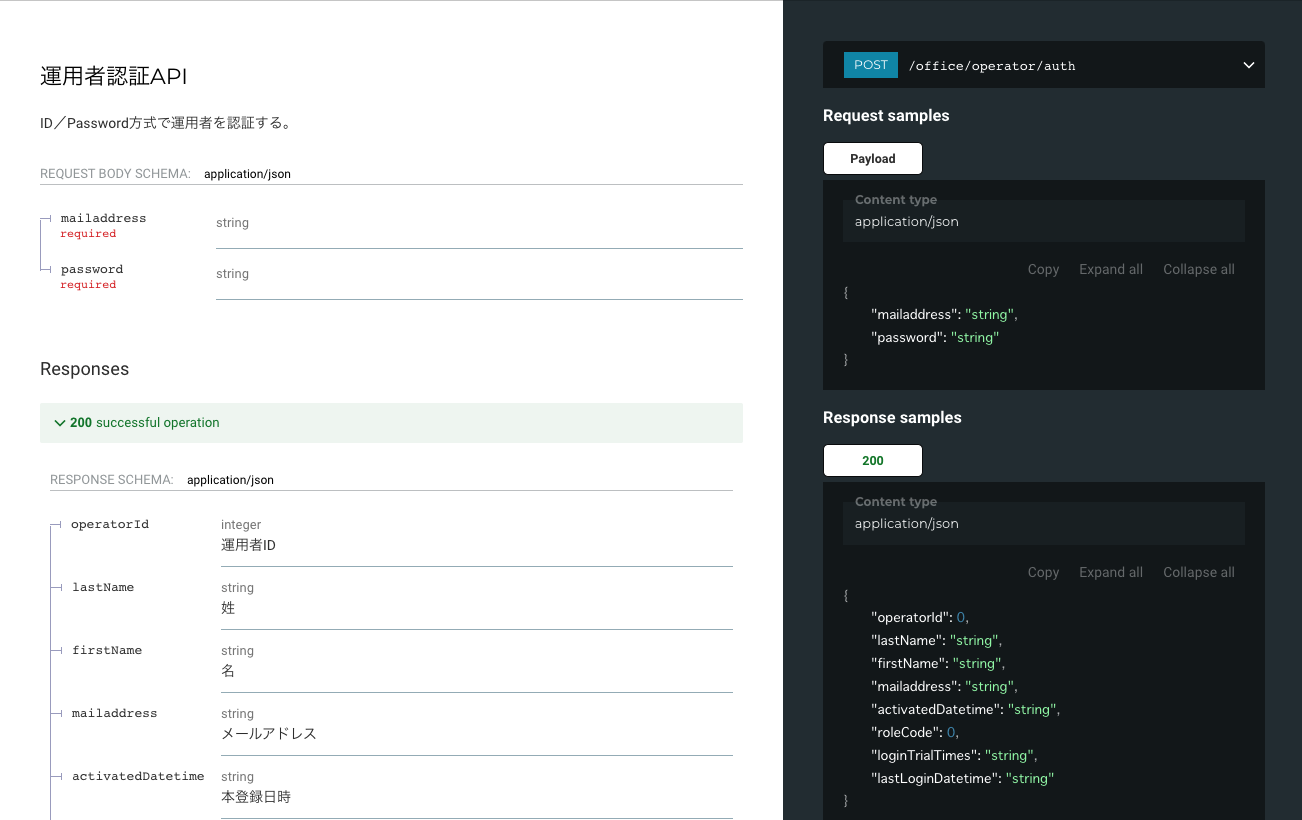 運用者認証API
ID／Password方式で運用者を認証する。
REQUEST BODY SCHEMA: application/json
mailaddress string
required
password string
required
Responses
200 successful operation
RESPONSE SCHEMA: application/json
operatorId integer
運用者ID
lastName string
姓
firstName string
名
mailaddress string
メールアドレス
activatedDatetime string
本登録日時
POST /office/operator/auth
Request samples
Payload
Content type
application/json
Copy Expand all Collapse all
{
"mailaddress": "string",
"password": "string"
}
Response samples
200
Content type
application/json
Copy Expand all Collapse all
{
"operatorId": 0,
"lastName": "string",
"firstName": "string",
"mailaddress": "string",
"activatedDatetime": "string",
"roleCode": 0,
"loginTrialTimes": "string",
"lastLoginDatetime": "string"
}